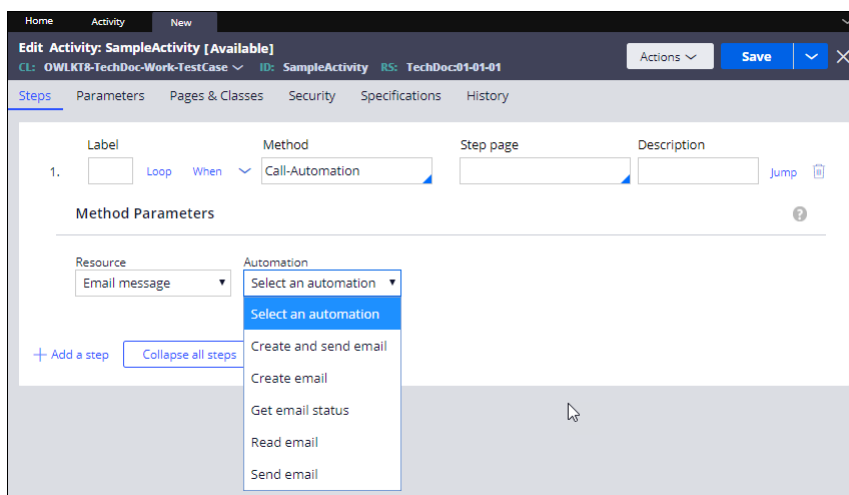 Home Activity New
Edit Activity: SampleActivity [Available]
CL: OWLKT8-TechDoc-Work-TestCase ID: SampleActivity RS: TechDoc:01-01-01
Actions Save
Steps Parameters Pages & Classes Security Specifications History
Label Method Step page Description
1. Loop When Call-Automation Jump
Method Parameters ?
Resource Automation
Email message Select an automation
Select an automation
Create and send email
+ Add a step Collapse all steps
Create email
Get email status
Read email
Send email